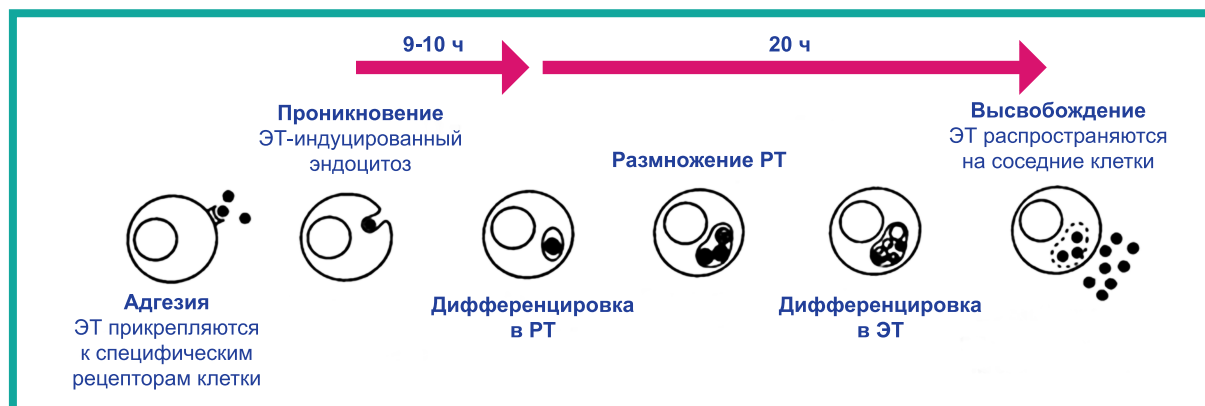 9-10 ч
20 ч
Проникновение
ЭТ-индуцированный
эндоцитоз
Размножение РТ
Высвобождение
ЭТ распространяются
на соседние клетки
Адгезия
ЭТ прикрепляются
к специфическим
рецепторам клетки
Дифференцировка
в РТ
Дифференцировка
в ЭТ